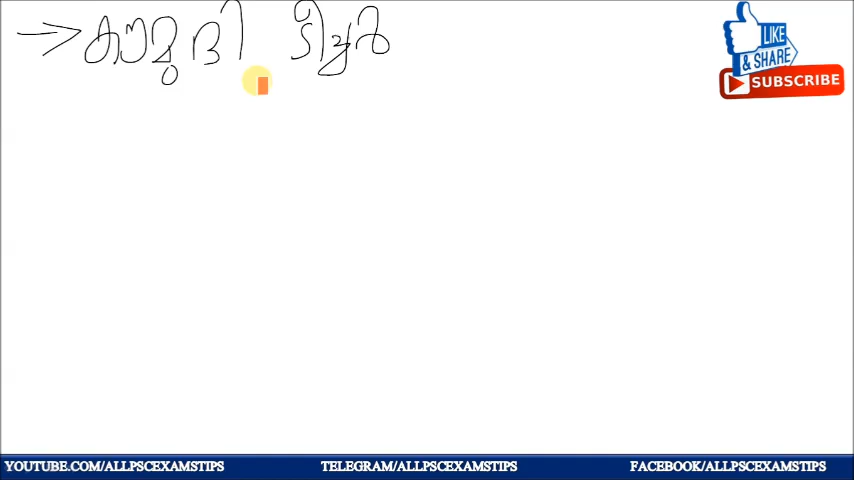 → കൗമുദി ടീച്ചർ
LIKE
& SHARE
SUBSCRIBE
YOUTUBE.COM/ALLPSCEXAMSTIPS TELEGRAM/ALLPSCEXAMSTIPS FACEBOOK/ALLPSCEXAMSTIPS